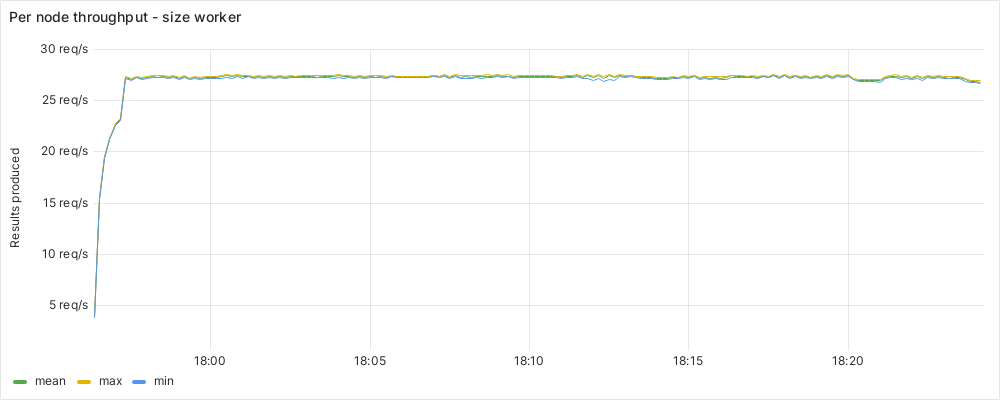 Per node throughput - size worker
Results produced
30 req/s
25 req/s
20 req/s
15 req/s
10 req/s
5 req/s
18:00 18:05 18:10 18:15 18:20
mean max min